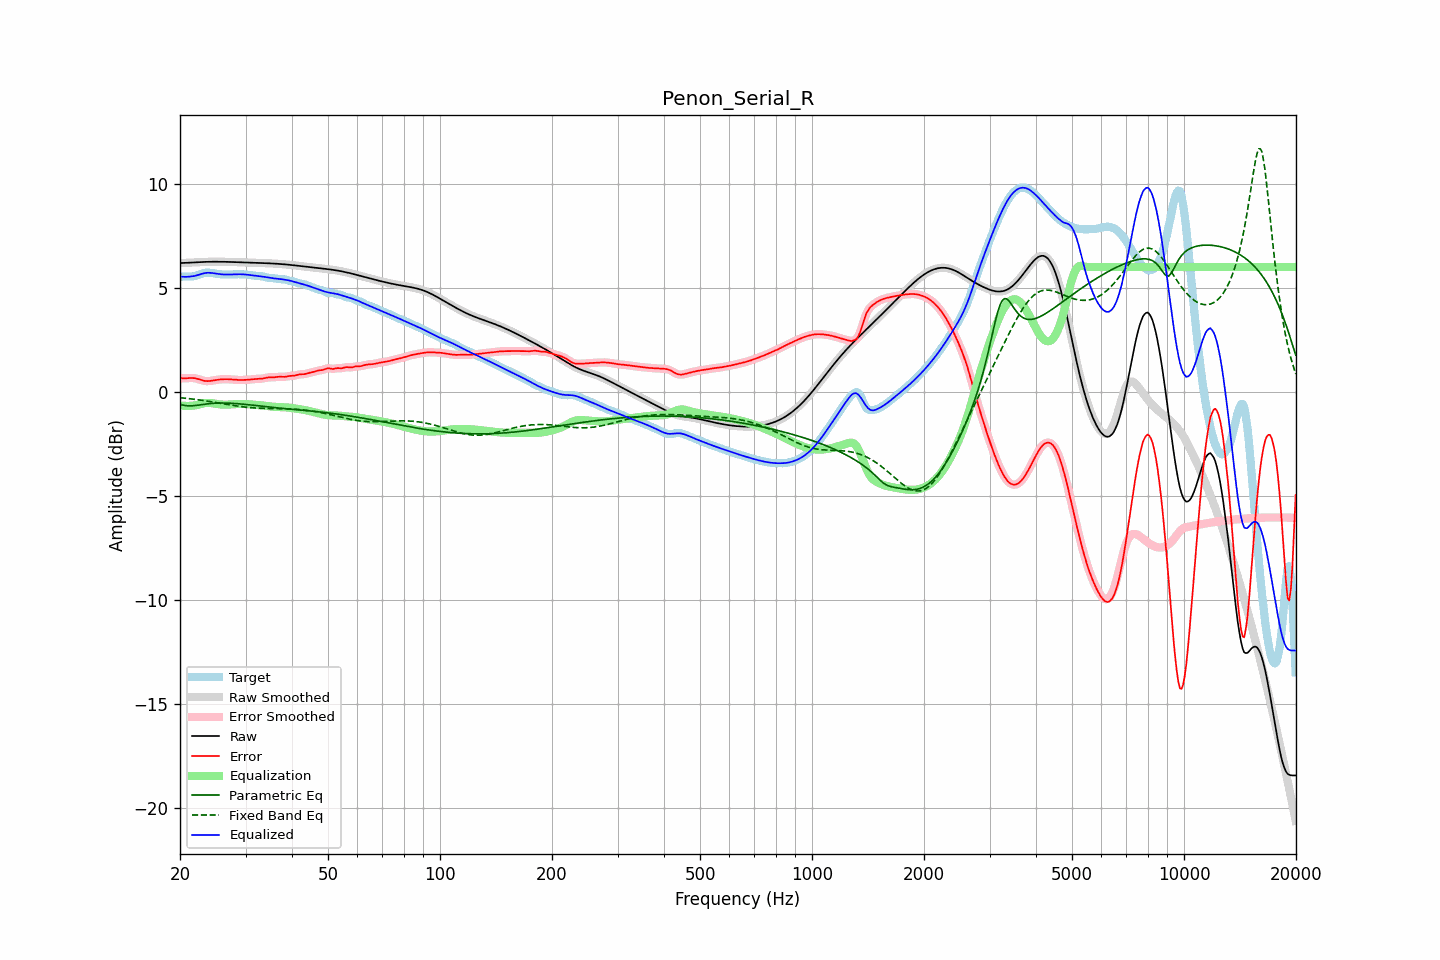 Penon_Serial_R
Amplitude (dBr)
10
5
0
−5
−10
−15
−20
Target
Raw Smoothed
Error Smoothed
Raw
Error
Equalization
Parametric Eq
Fixed Band Eq
Equalized
20 50 100 200 500 1000 2000 5000 10000 20000
Frequency (Hz)